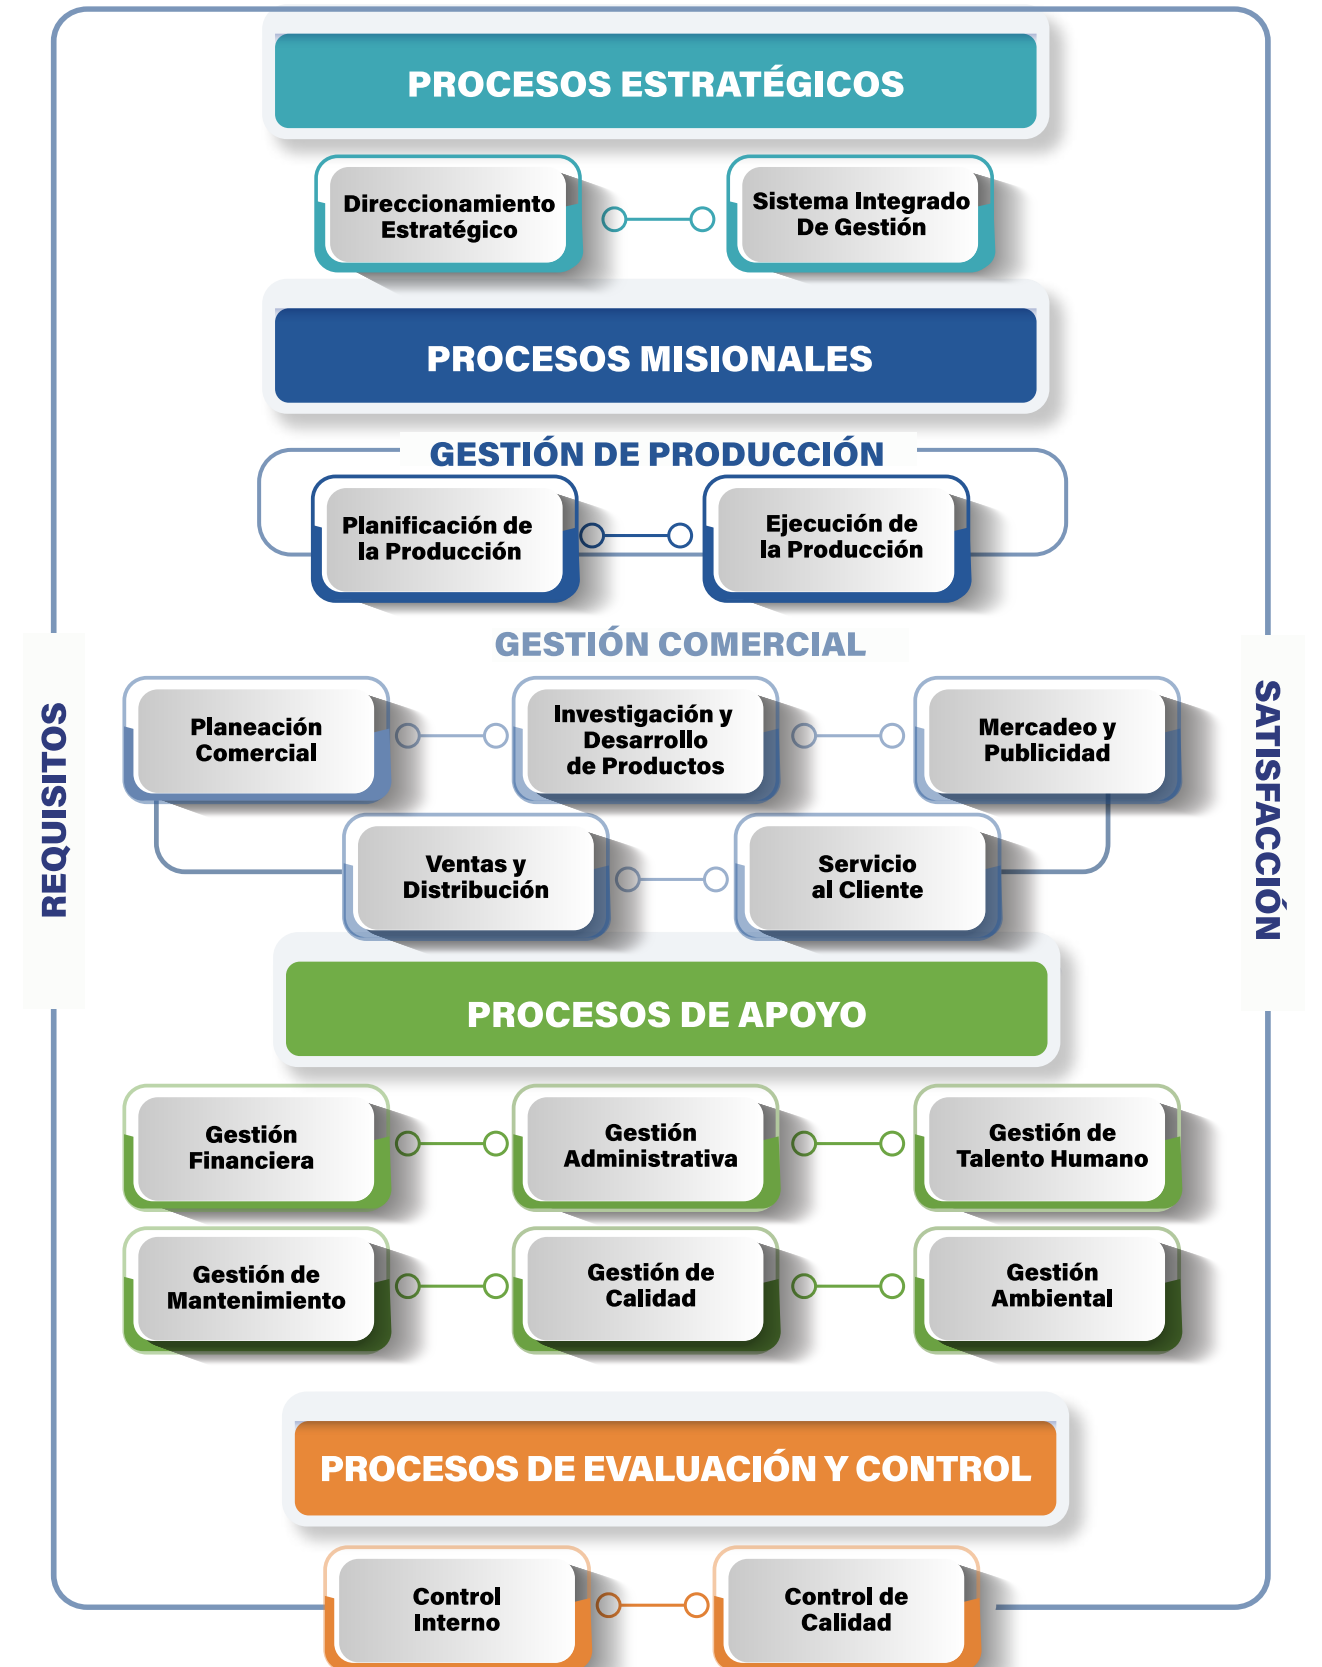 PROCESOS ESTRATÉGICOS
Direccionamiento
Estratégico
Sistema Integrado
De Gestión
PROCESOS MISIONALES
GESTIÓN DE PRODUCCIÓN
Planificación de
la Producción
Ejecución de
la Producción
GESTIÓN COMERCIAL
Planeación
Comercial
Investigación y
Desarrollo
de Productos
Mercadeo y
Publicidad
Ventas y
Distribución
Servicio
al Cliente
REQUISITOS
SATISFACCIÓN
PROCESOS DE APOYO
Gestión
Financiera
Gestión
Administrativa
Gestión de
Talento Humano
Gestión de
Mantenimiento
Gestión de
Calidad
Gestión
Ambiental
PROCESOS DE EVALUACIÓN Y CONTROL
Control
Interno
Control de
Calidad